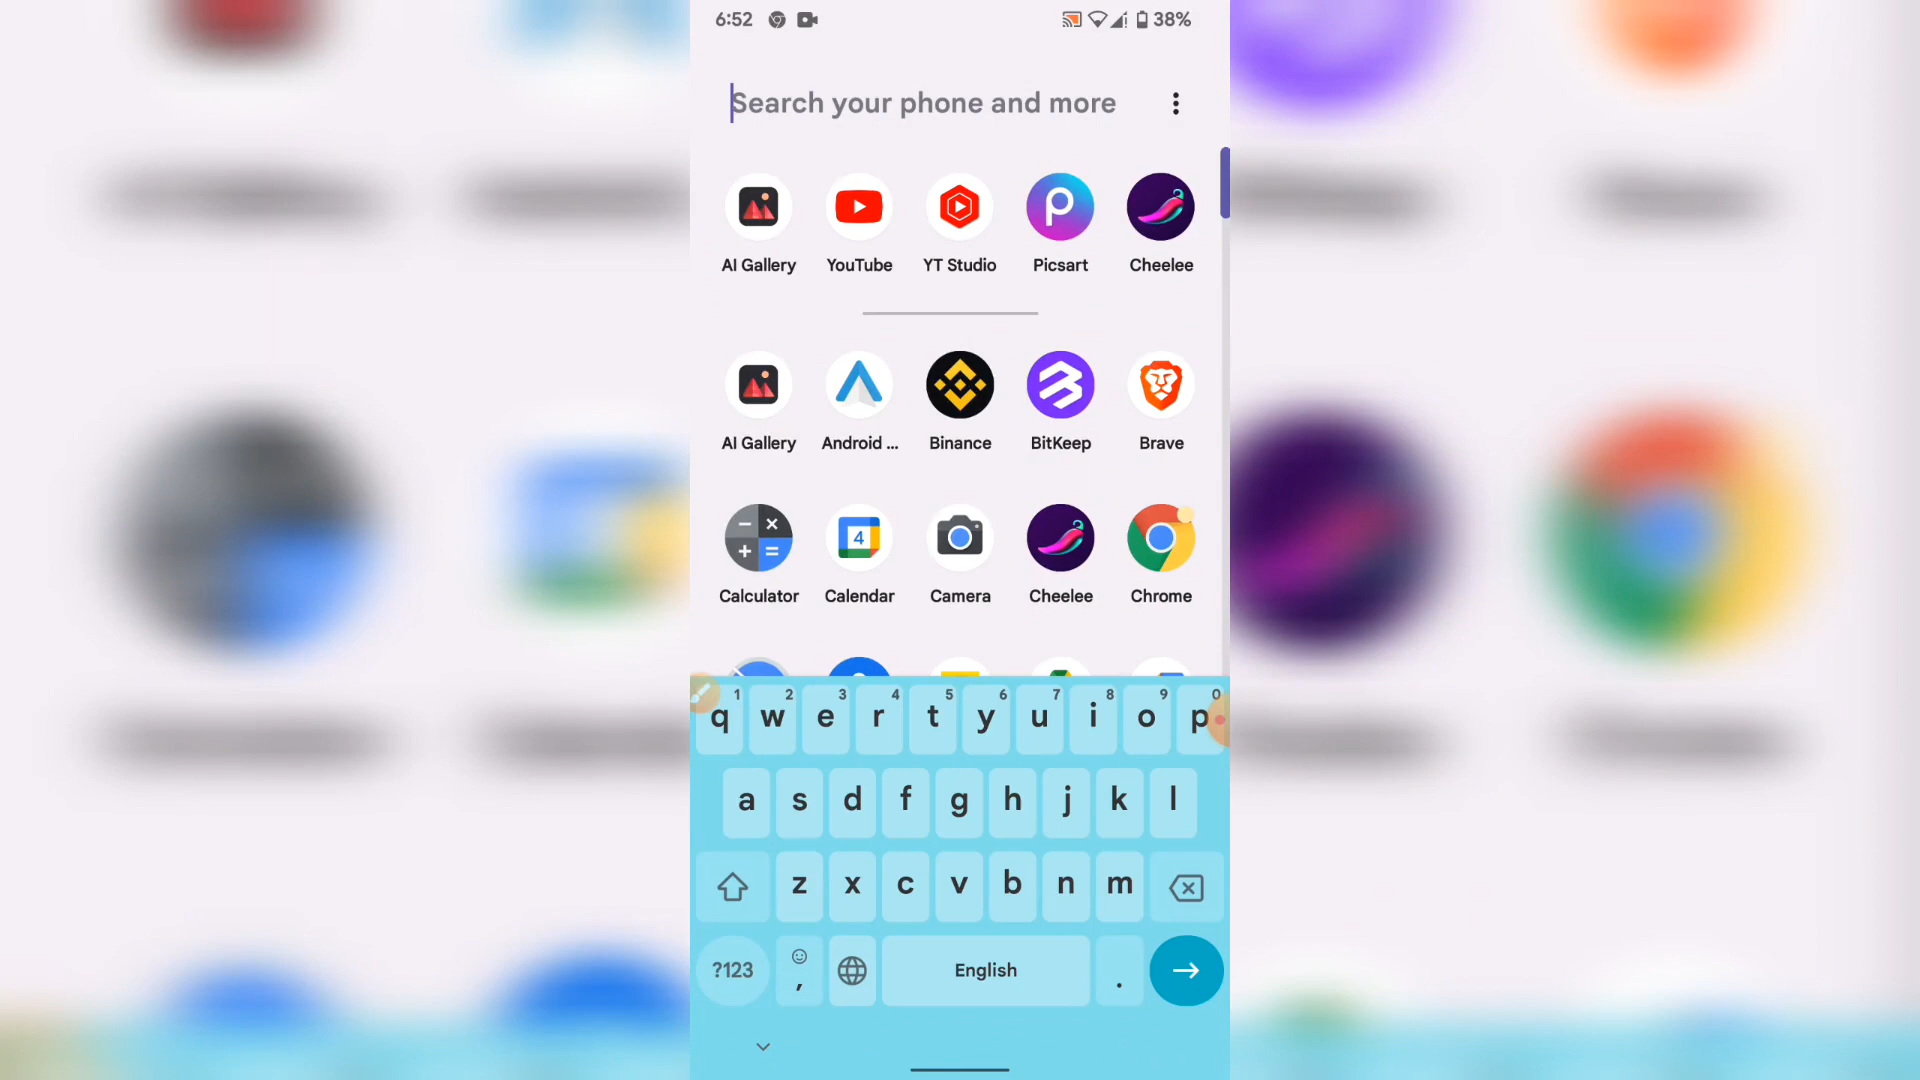 6:52 38%
Search your phone and more
AI Gallery YouTube YT Studio Picsart Cheelee
AI Gallery Android ... Binance BitKeep Brave
4
Calculator Calendar Camera Cheelee Chrome
1 2 3 4 5 6 7 8 9 0
q w e r t y u i o p
a s d f g h j k l
z x c v b n m
?123 , English .